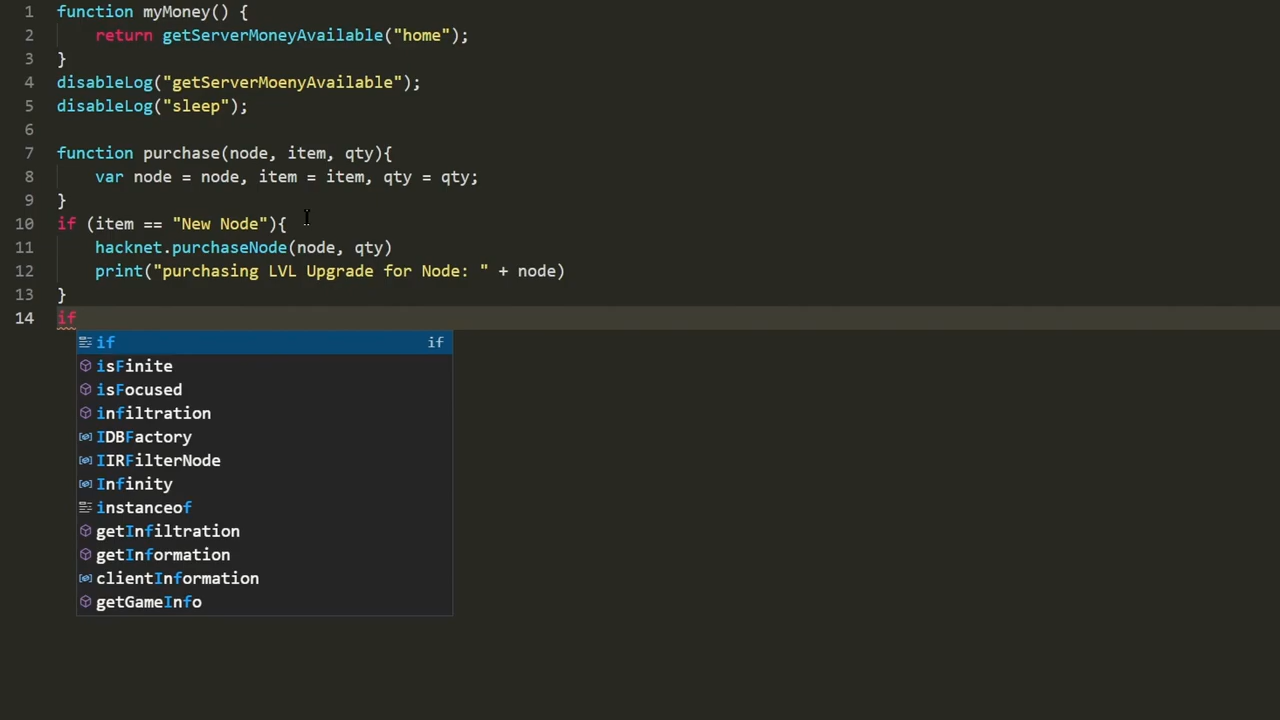 1 function myMoney() {
2 return getServerMoneyAvailable("home");
3 }
4 disableLog("getServerMoenyAvailable");
5 disableLog("sleep");
6
7 function purchase(node, item, qty){
8 var node = node, item = item, qty = qty;
9 }
10 if (item == "New Node"){
11 hacknet.purchaseNode(node, qty)
12 print("purchasing LVL Upgrade for Node: " + node)
13 }
14 if
if if
isFinite
isFocused
infiltration
IDBFactory
IIRFilterNode
Infinity
instanceof
getInfiltration
getInformation
clientInformation
getGameInfo